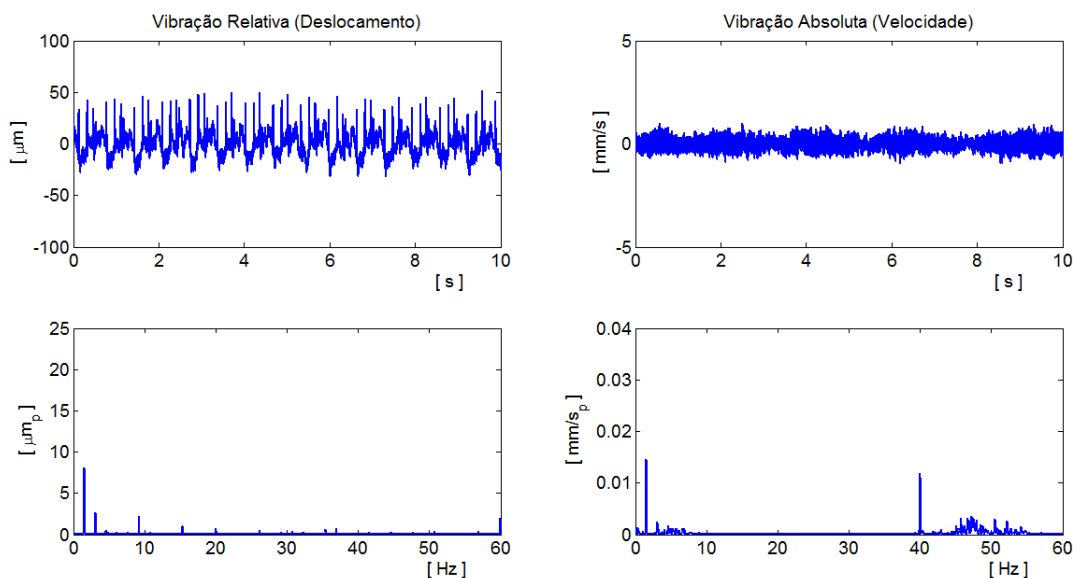 Vibração Relativa (Deslocamento)
100
50
0
-50
-100
[ μm ]
0 2 4 6 8 10
[ s ]
Vibração Absoluta (Velocidade)
5
0
-5
[mm/s]
0 2 4 6 8 10
[ s ]
25
20
15
10
5
0
[ μmp ]
0 10 20 30 40 50 60
[ Hz ]
0.04
0.03
0.02
0.01
0
[ mm/sp ]
0 10 20 30 40 50 60
[ Hz ]